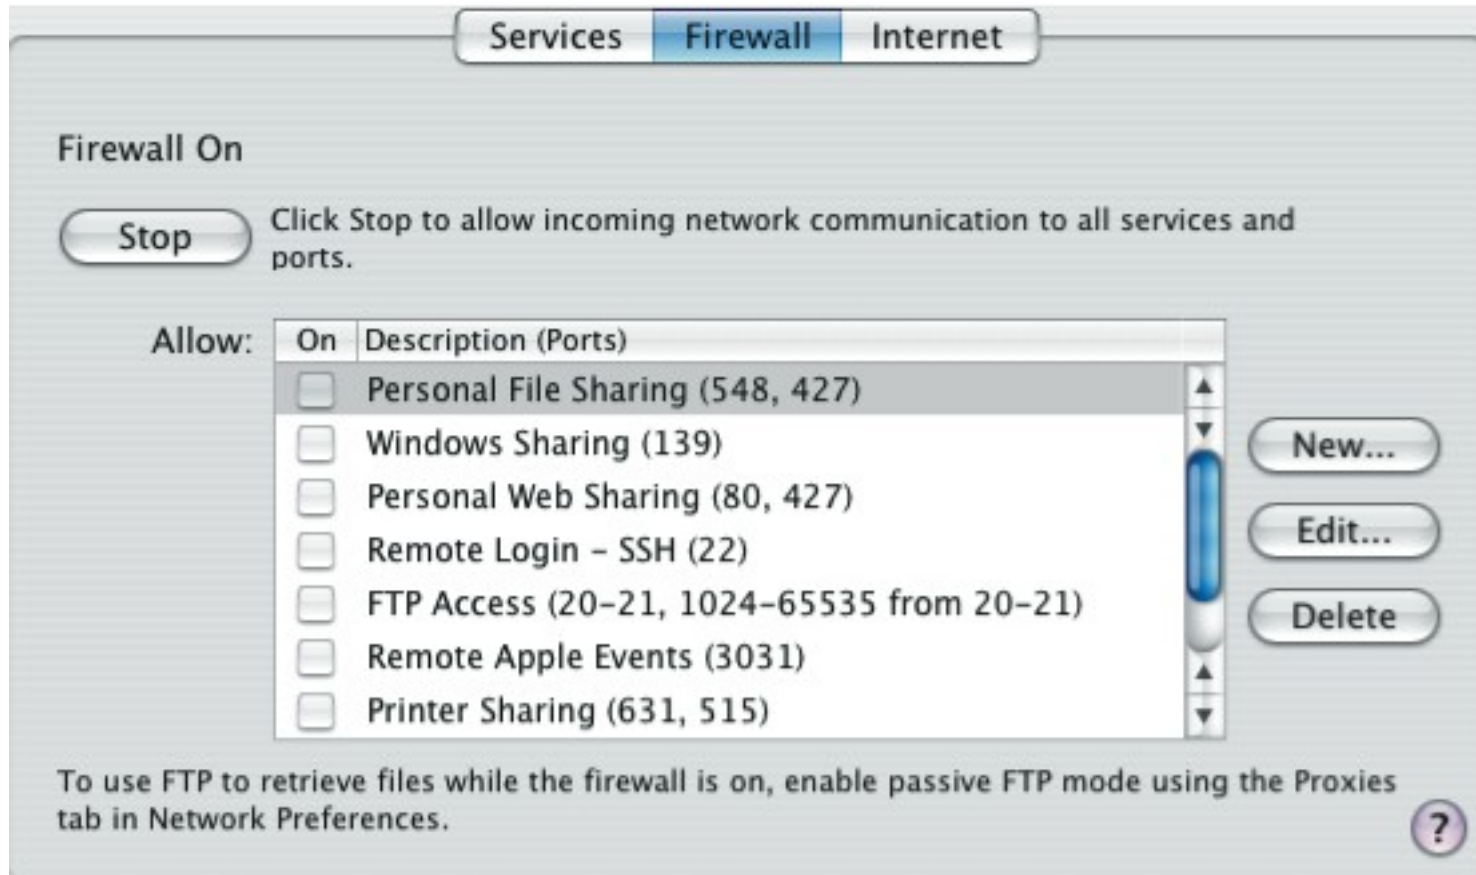 Services Firewall Internet
Firewall On
Stop
Click Stop to allow incoming network communication to all services and
ports.
Allow:
On Description (Ports)
Personal File Sharing (548, 427)
Windows Sharing (139)
Personal Web Sharing (80, 427)
Remote Login – SSH (22)
FTP Access (20–21, 1024–65535 from 20–21)
Remote Apple Events (3031)
Printer Sharing (631, 515)
New...
Edit...
Delete
To use FTP to retrieve files while the firewall is on, enable passive FTP mode using the Proxies
tab in Network Preferences.
?